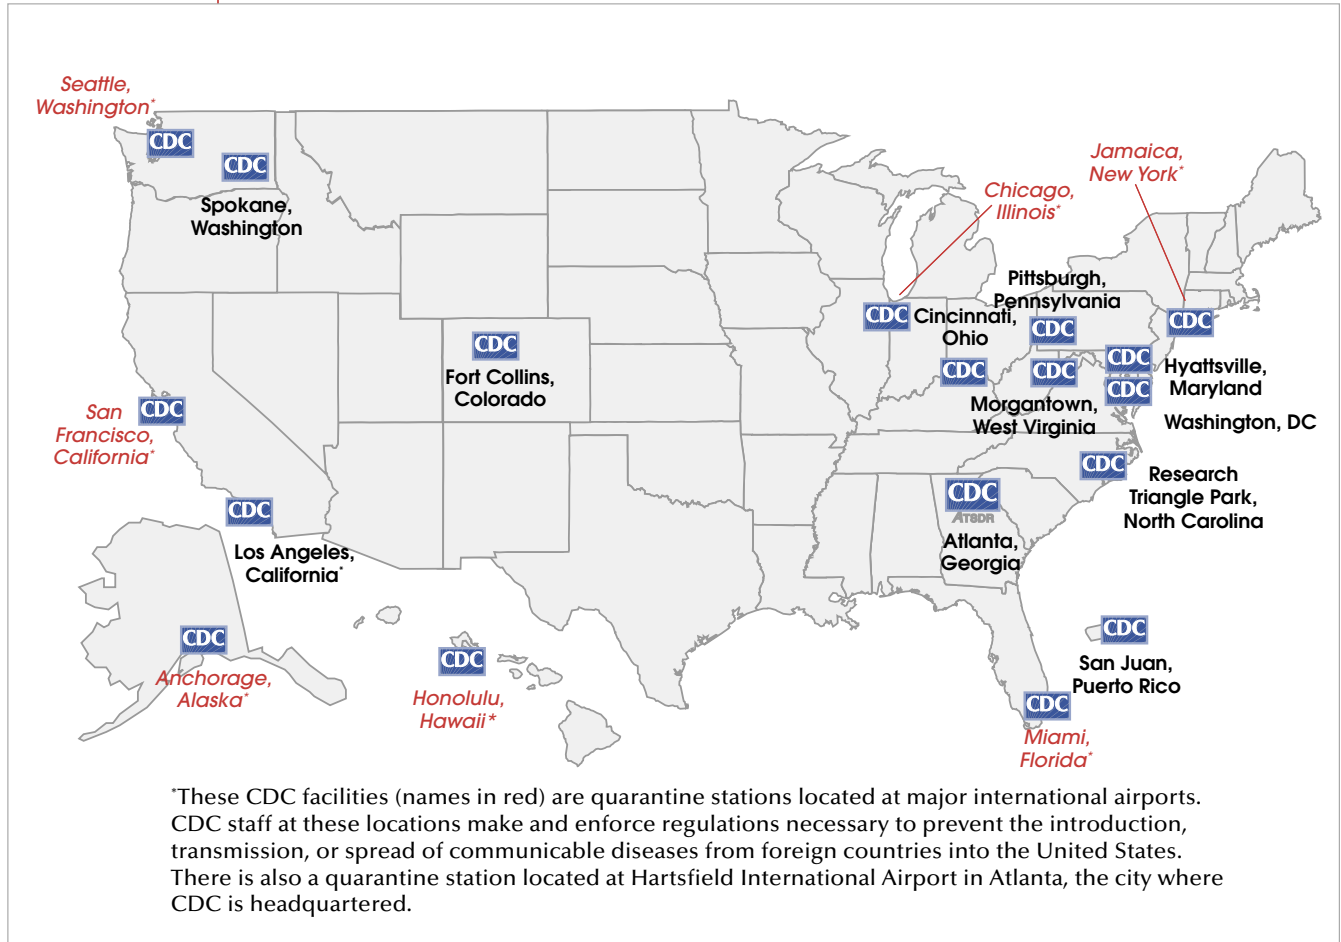 Seattle,
Washington*
CDC
CDC
Spokane,
Washington
Jamaica,
New York*
Chicago,
Illinois*
Pittsburgh,
Pennsylvania
CDC
CDC
Cincinnati,
Ohio
CDC
CDC
Fort Collins,
Colorado
CDC
CDC
CDC
Hyattsville,
Maryland
CDC
Morgantown,
West Virginia
Washington, DC
San
Francisco,
California*
CDC
CDC
Research
Triangle Park,
North Carolina
CDC
ATSDR
Atlanta,
Georgia
CDC
Los Angeles,
California*
CDC
Anchorage,
Alaska*
CDC
Honolulu,
Hawaii*
CDC
San Juan,
Puerto Rico
CDC
Miami,
Florida*
*These CDC facilities (names in red) are quarantine stations located at major international airports.
CDC staff at these locations make and enforce regulations necessary to prevent the introduction,
transmission, or spread of communicable diseases from foreign countries into the United States.
There is also a quarantine station located at Hartsfield International Airport in Atlanta, the city where
CDC is headquartered.